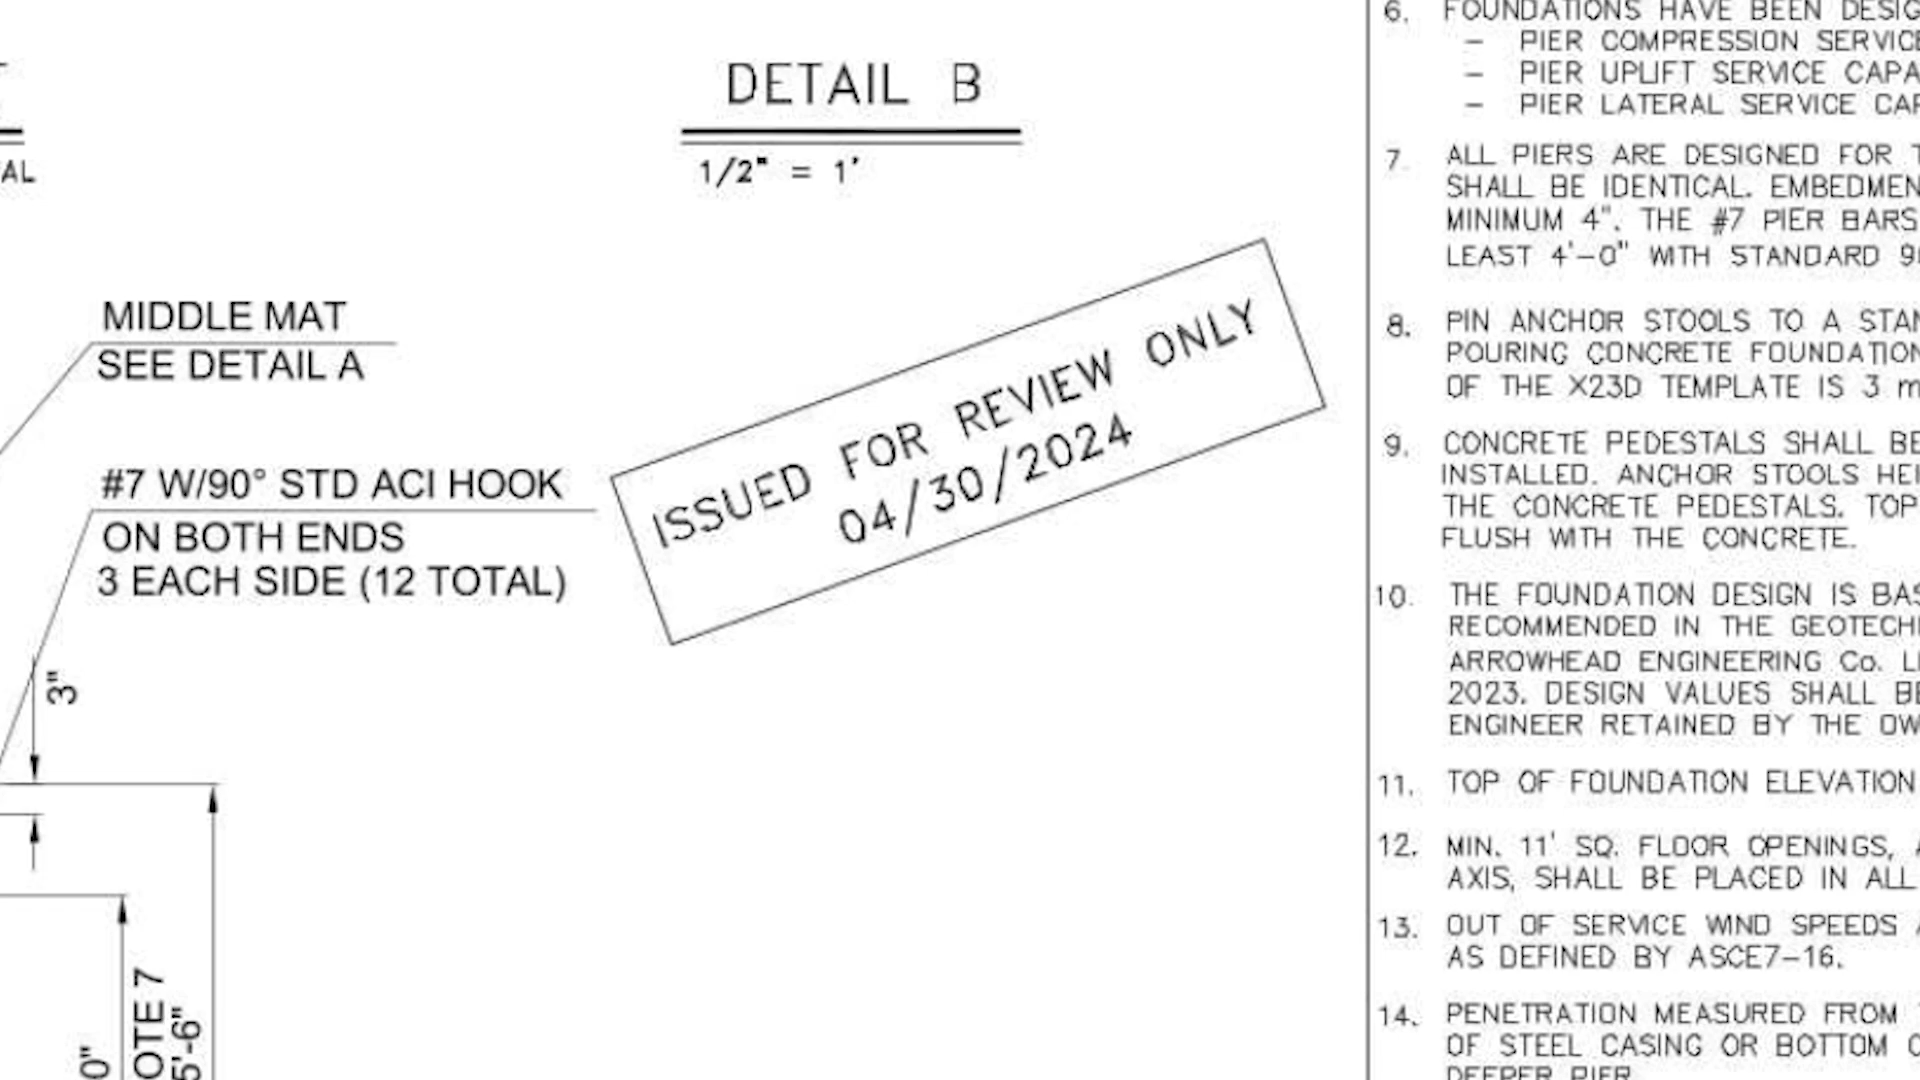 AL
DETAIL B
1/2" = 1'
MIDDLE MAT
SEE DETAIL A
#7 W/90° STD ACI HOOK
ON BOTH ENDS
3 EACH SIDE (12 TOTAL)
ISSUED FOR REVIEW ONLY
04/30/2024
3"
0"
OTE 7
5'-6"
6. FOUNDATIONS HAVE BEEN DESIG
- PIER COMPRESSION SERVICE
- PIER UPLIFT SERVICE CAPA
- PIER LATERAL SERVICE CAP
7. ALL PIERS ARE DESIGNED FOR T
SHALL BE IDENTICAL. EMBEDMEN
MINIMUM 4". THE #7 PIER BARS
LEAST 4'-0" WITH STANDARD 90
8. PIN ANCHOR STOOLS TO A STAN
POURING CONCRETE FOUNDATION
OF THE X23D TEMPLATE IS 3 m
9. CONCRETE PEDESTALS SHALL BE
INSTALLED. ANCHOR STOOLS HEI
THE CONCRETE PEDESTALS. TOP
FLUSH WITH THE CONCRETE.
10. THE FOUNDATION DESIGN IS BAS
RECOMMENDED IN THE GEOTECHI
ARROWHEAD ENGINEERING Co. L
2023. DESIGN VALUES SHALL BE
ENGINEER RETAINED BY THE OW
11. TOP OF FOUNDATION ELEVATION
12. MIN. 11' SQ. FLOOR OPENINGS, A
AXIS, SHALL BE PLACED IN ALL
13. OUT OF SERVICE WIND SPEEDS A
AS DEFINED BY ASCE7-16.
14. PENETRATION MEASURED FROM T
OF STEEL CASING OR BOTTOM O
DEEPER PIER